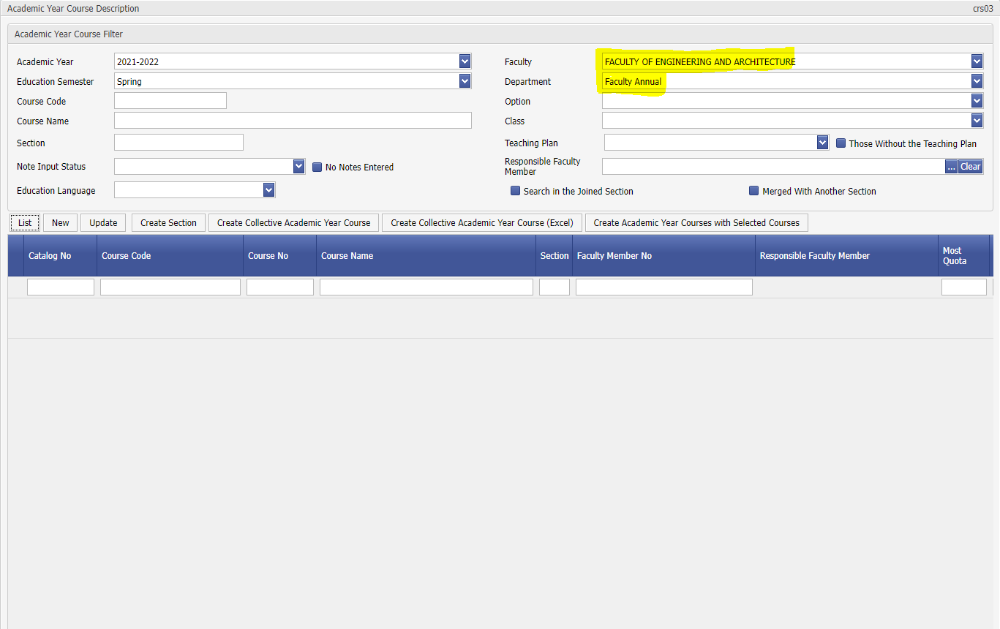 Academic Year Course Description crs03
Academic Year Course Filter
Academic Year 2021-2022 Faculty FACULTY OF ENGINEERING AND ARCHITECTURE
Education Semester Spring Department Faculty Annual
Course Code Option
Course Name Class
Section Teaching Plan Those Without the Teaching Plan
Note Input Status No Notes Entered Responsible Faculty
Member ... Clear
Education Language Search in the Joined Section Merged With Another Section
List New Update Create Section Create Collective Academic Year Course Create Collective Academic Year Course (Excel) Create Academic Year Courses with Selected Courses
Catalog No Course Code Course No Course Name Section Faculty Member No Responsible Faculty Member Most
Quota